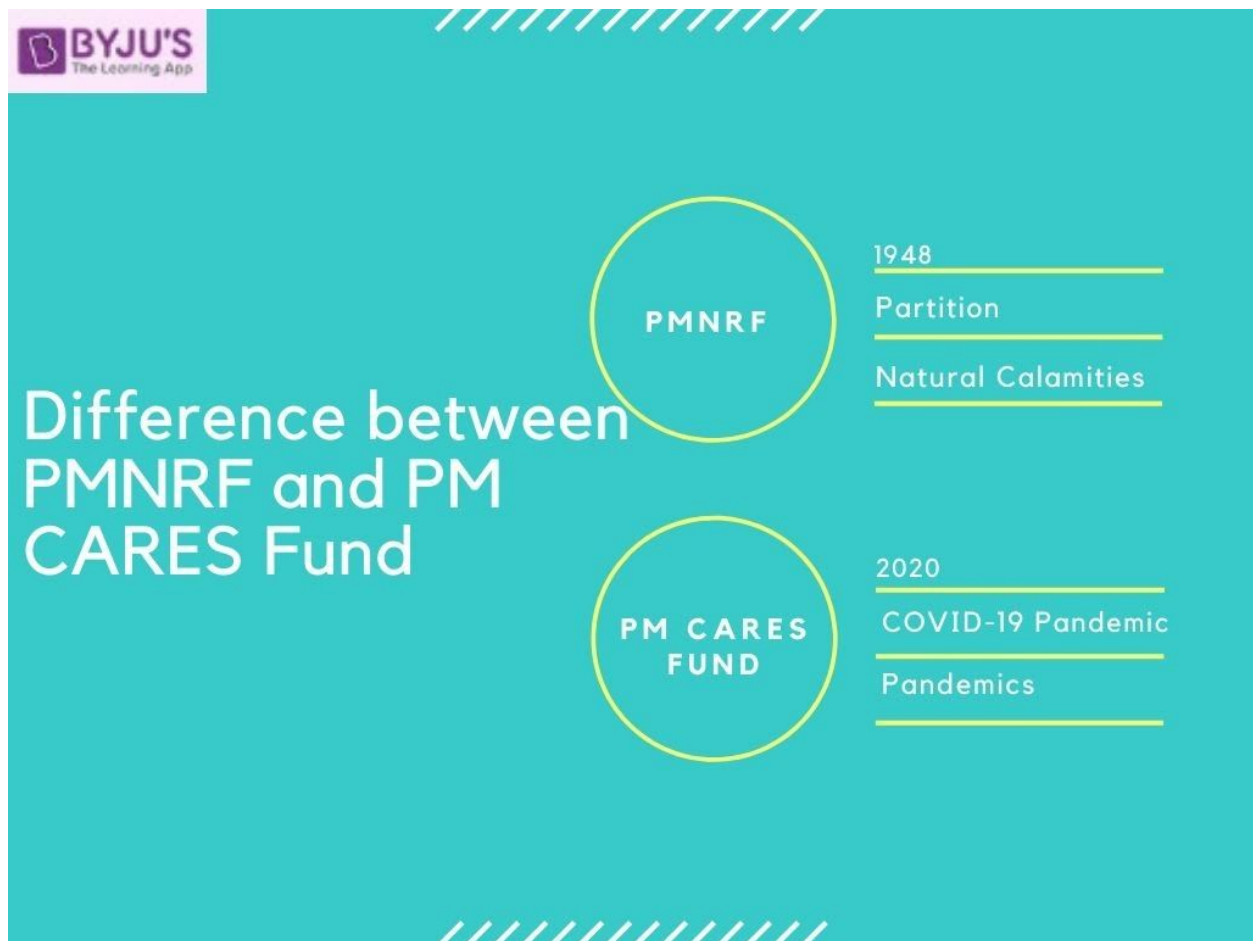 BYJU'S
The Learning App
Difference between
PMNRF and PM
CARES Fund
PMNRF
1948
Partition
Natural Calamities
PM CARES
FUND
2020
COVID-19 Pandemic
Pandemics